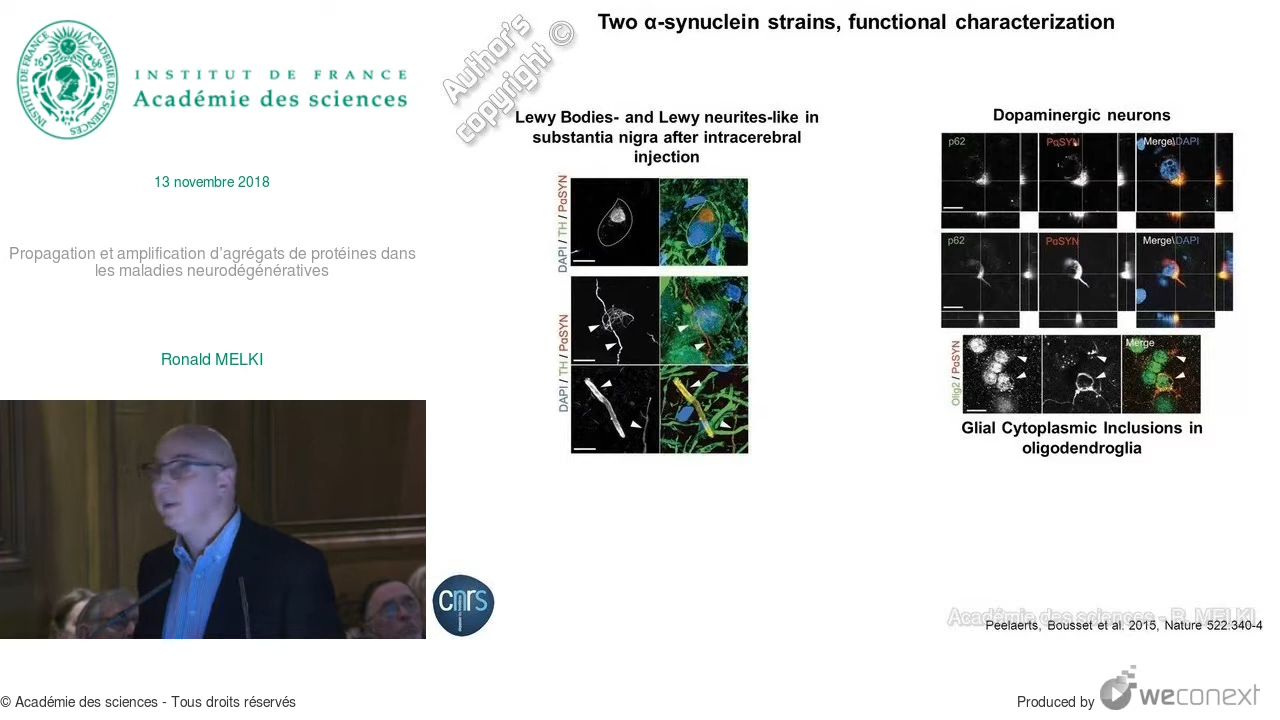 INSTITUT DE FRANCE
Académie des sciences
13 novembre 2018
Propagation et amplification d'agrégats de protéines dans
les maladies neurodégénératives
Ronald MELKI
Author's
copyright ©
Two α-synuclein strains, functional characterization
Lewy Bodies- and Lewy neurites-like in
substantia nigra after intracerebral
injection
DAPI / TH / PαSYN
DAPI / TH / PαSYN
DAPI / TH / PαSYN
Dopaminergic neurons
p62
PαSYN
Merge\DAPI
p62
PαSYN
Merge\DAPI
Olig2 / PαSYN
Merge
Glial Cytoplasmic Inclusions in
oligodendroglia
cnrs
Académie des sciences - R. MELKI
Peelaerts, Bousset et al. 2015, Nature 522:340-4
© Académie des sciences - Tous droits réservés
Produced by
weconext